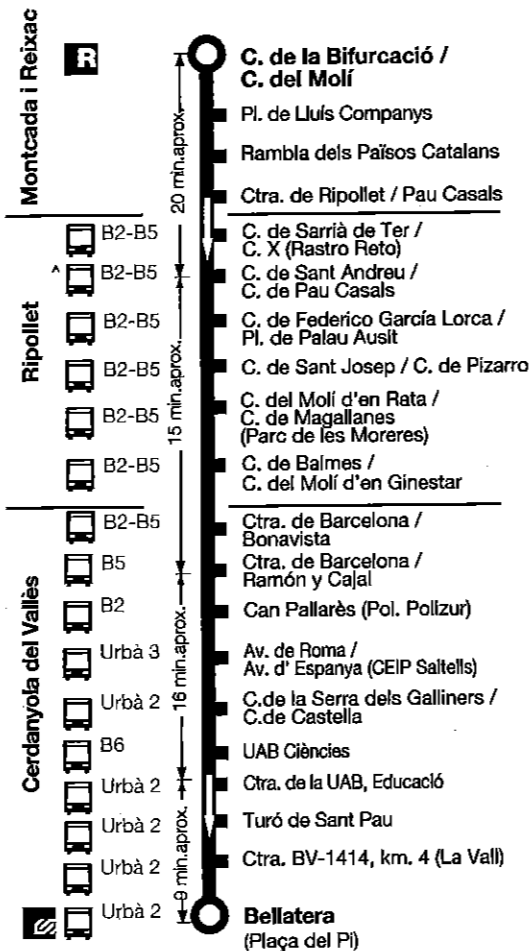 Montcada i Reixac
R
20 min.aprox.
C. de la Bifurcació /
C. del Molí
Pl. de Lluís Companys
Rambla dels Països Catalans
Ctra. de Ripollet / Pau Casals
Ripollet
15 min.aprox.
B2-B5
C. de Sarrià de Ter /
C. X (Rastro Reto)
B2-B5
C. de Sant Andreu /
C. de Pau Casals
B2-B5
C. de Federico García Lorca /
Pl. de Palau Ausit
B2-B5
C. de Sant Josep / C. de Pizarro
B2-B5
C. del Molí d'en Rata /
C. de Magallanes
(Parc de les Moreres)
B2-B5
C. de Balmes /
C. del Molí d'en Ginestar
Cerdanyola del Vallès
B2-B5
Ctra. de Barcelona /
Bonavista
B5
Ctra. de Barcelona /
Ramón y Cajal
16 min.aprox.
B2
Can Pallarès (Pol. Polizur)
Urbà 3
Av. de Roma /
Av. d' Espanya (CEIP Saltells)
Urbà 2
C.de la Serra dels Galliners /
C.de Castella
B6
UAB Ciències
Urbà 2
Ctra. de la UAB, Educació
9 min.aprox.
Urbà 2
Turó de Sant Pau
Urbà 2
Ctra. BV-1414, km. 4 (La Vall)
S
Urbà 2
Bellatera
(Plaça del Pi)